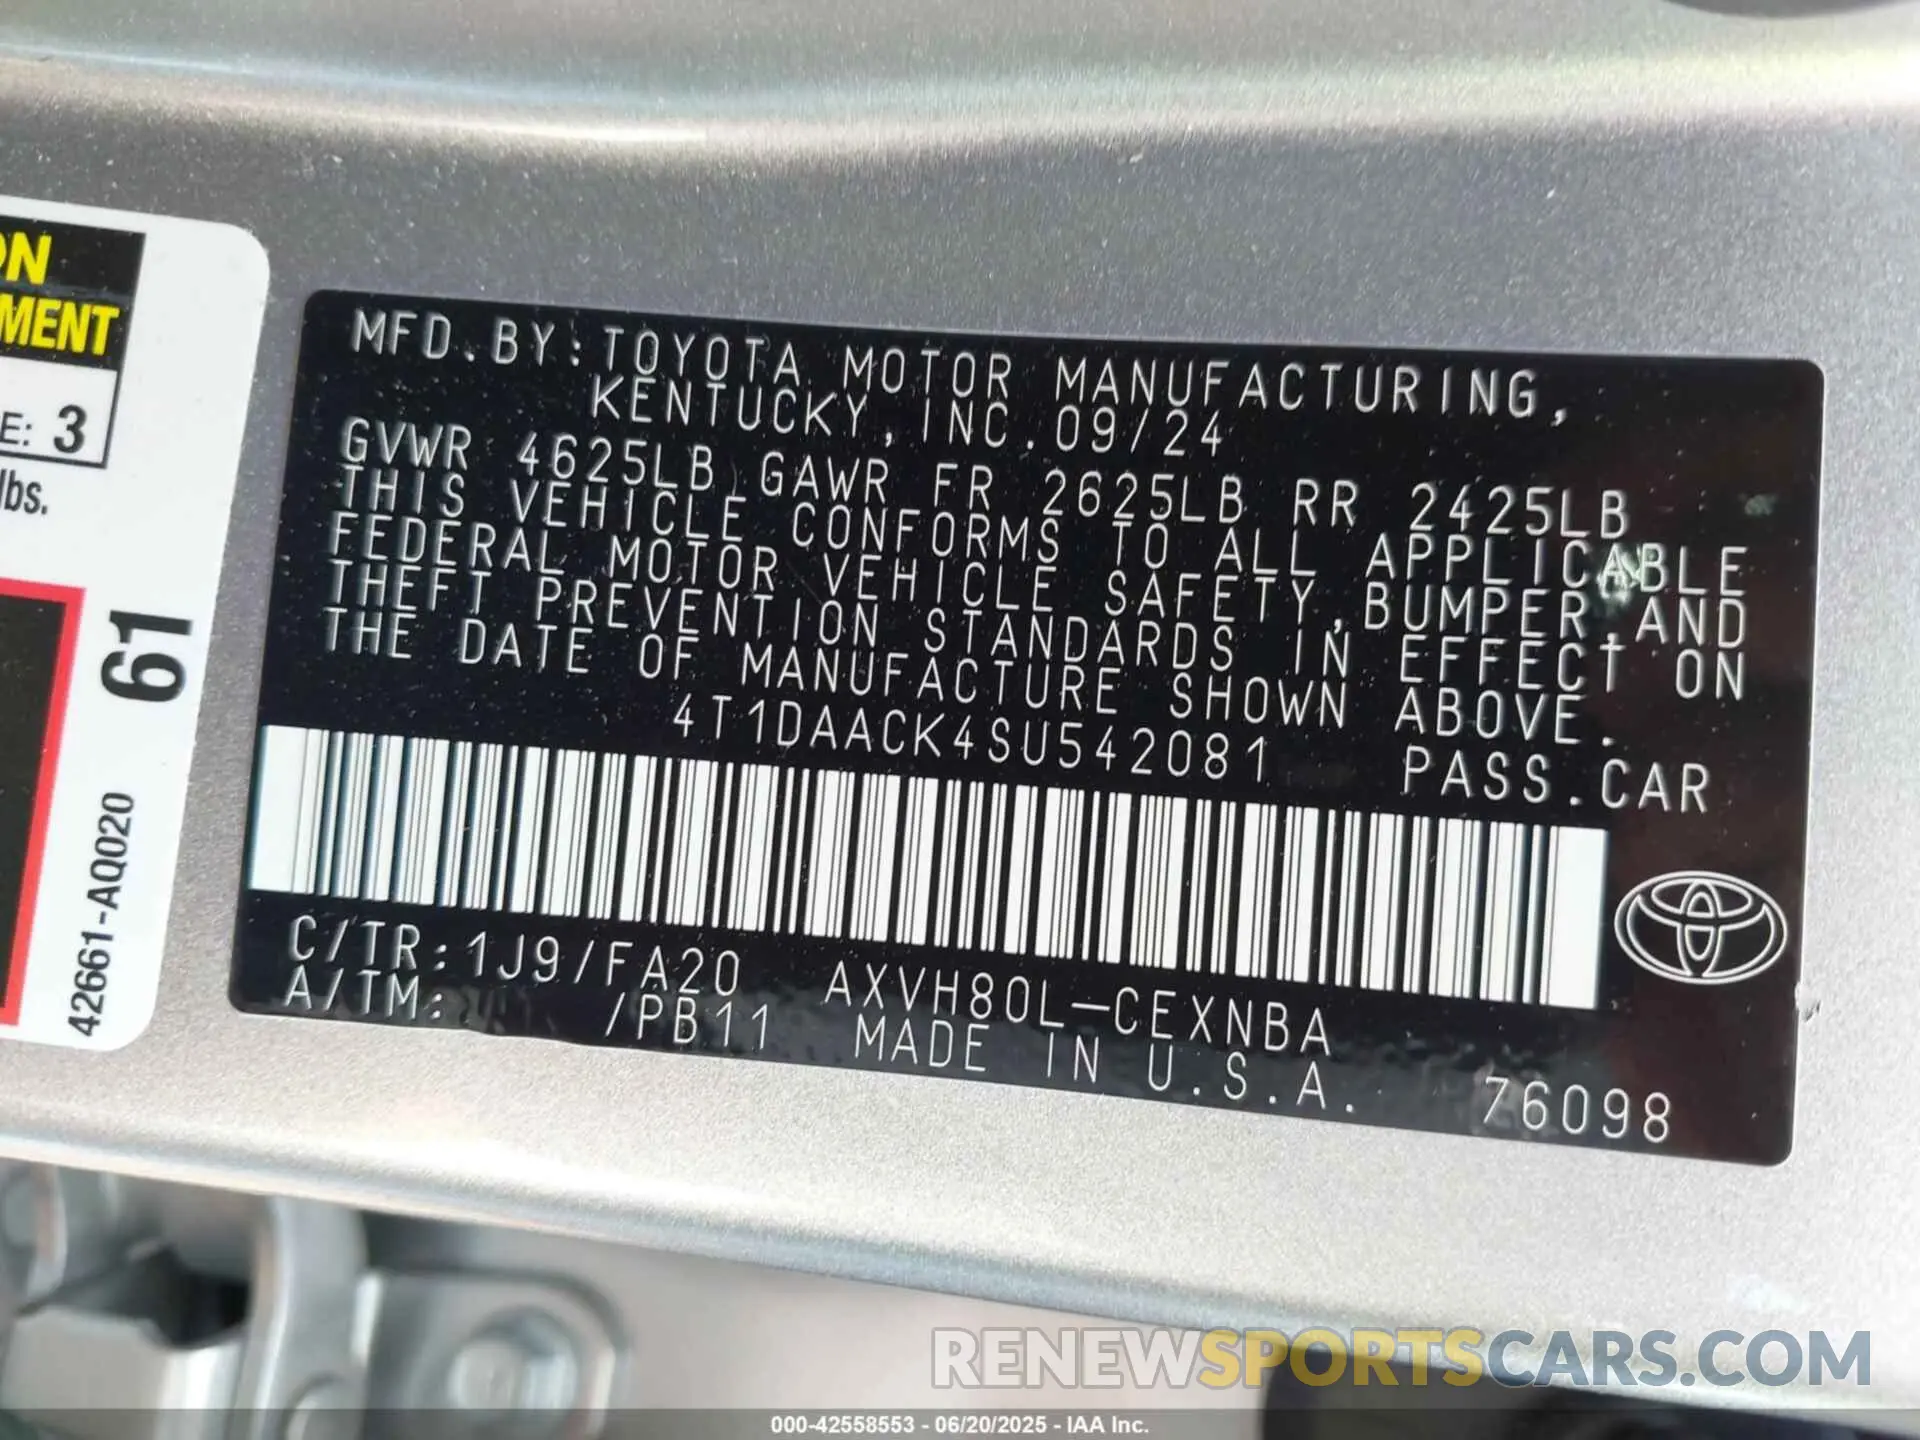 ON
MENT
E: 3
lbs.
61
42661-AQ020
MFD.BY:TOYOTA MOTOR MANUFACTURING,
KENTUCKY,INC.09/24
GVWR 4625LB GAWR FR 2625LB RR 2425LB
THIS VEHICLE CONFORMS TO ALL APPLICABLE
FEDERAL MOTOR VEHICLE SAFETY,BUMPER,AND
THEFT PREVENTION STANDARDS IN EFFECT ON
THE DATE OF MANUFACTURE SHOWN ABOVE.
4T1DAACK4SU542081 PASS.CAR
C/TR:1J9/FA20 AXVH80L-CEXNBA
A/TM: /PB11 MADE IN U.S.A. 76098
RENEWSPORTSCARS.COM
000-42558553 - 06/20/2025 - IAA Inc.